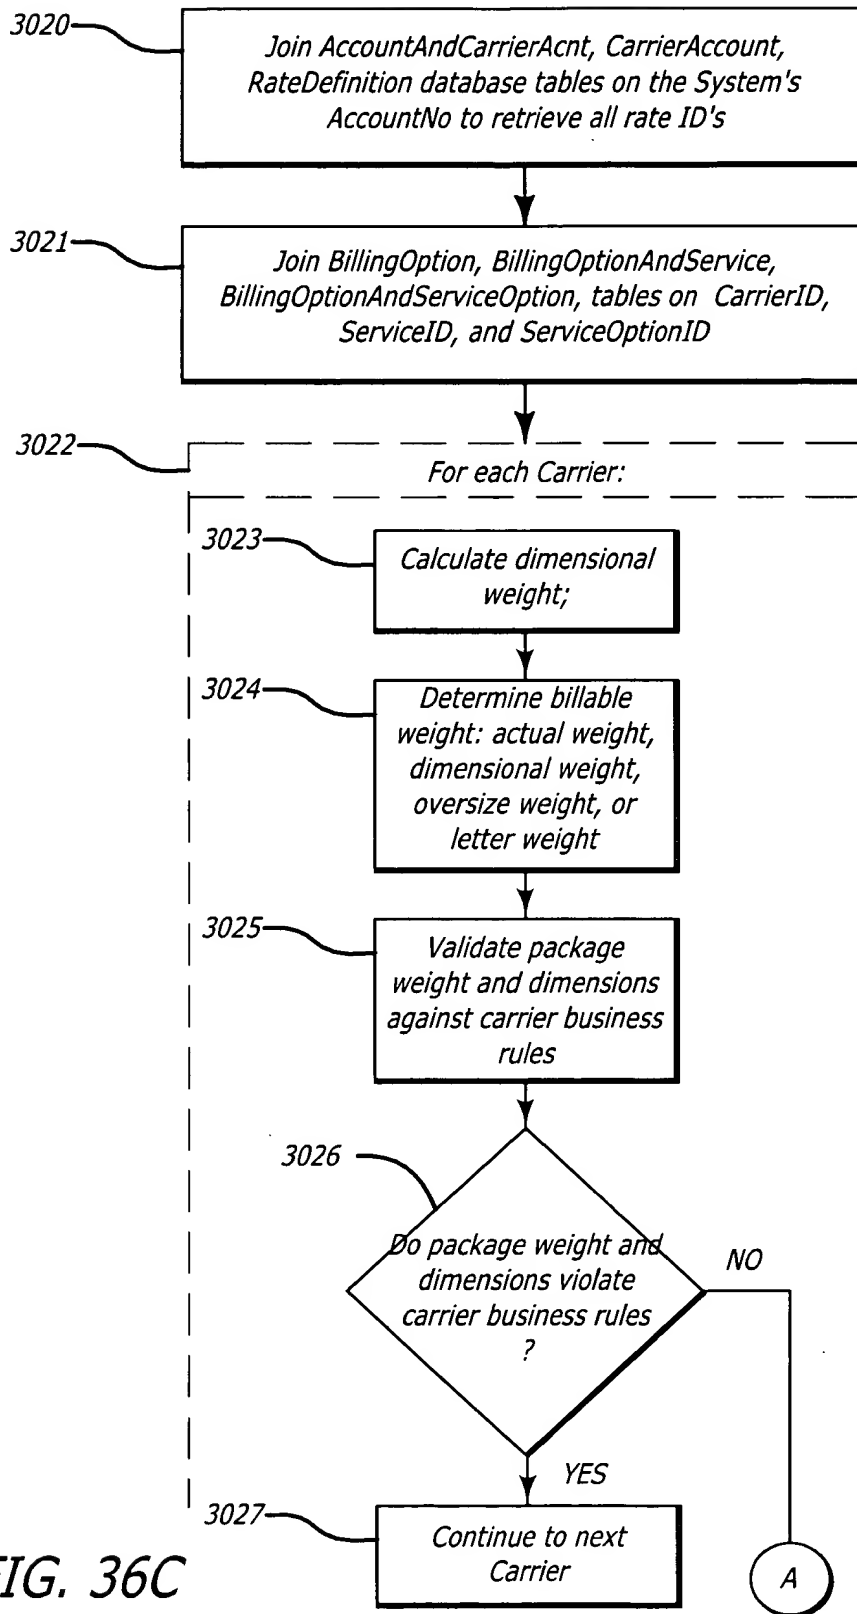 3020
Join AccountAndCarrierAcnt, CarrierAccount,
RateDefinition database tables on the System's
AccountNo to retrieve all rate ID's
3021
Join BillingOption, BillingOptionAndService,
BillingOptionAndServiceOption, tables on CarrierID,
ServiceID, and ServiceOptionID
3022
For each Carrier:
3023
Calculate dimensional
weight;
3024
Determine billable
weight: actual weight,
dimensional weight,
oversize weight, or
letter weight
3025
Validate package
weight and dimensions
against carrier business
rules
3026
Do package weight and
dimensions violate
carrier business rules
?
NO
YES
3027
Continue to next
Carrier
A
IG. 36C